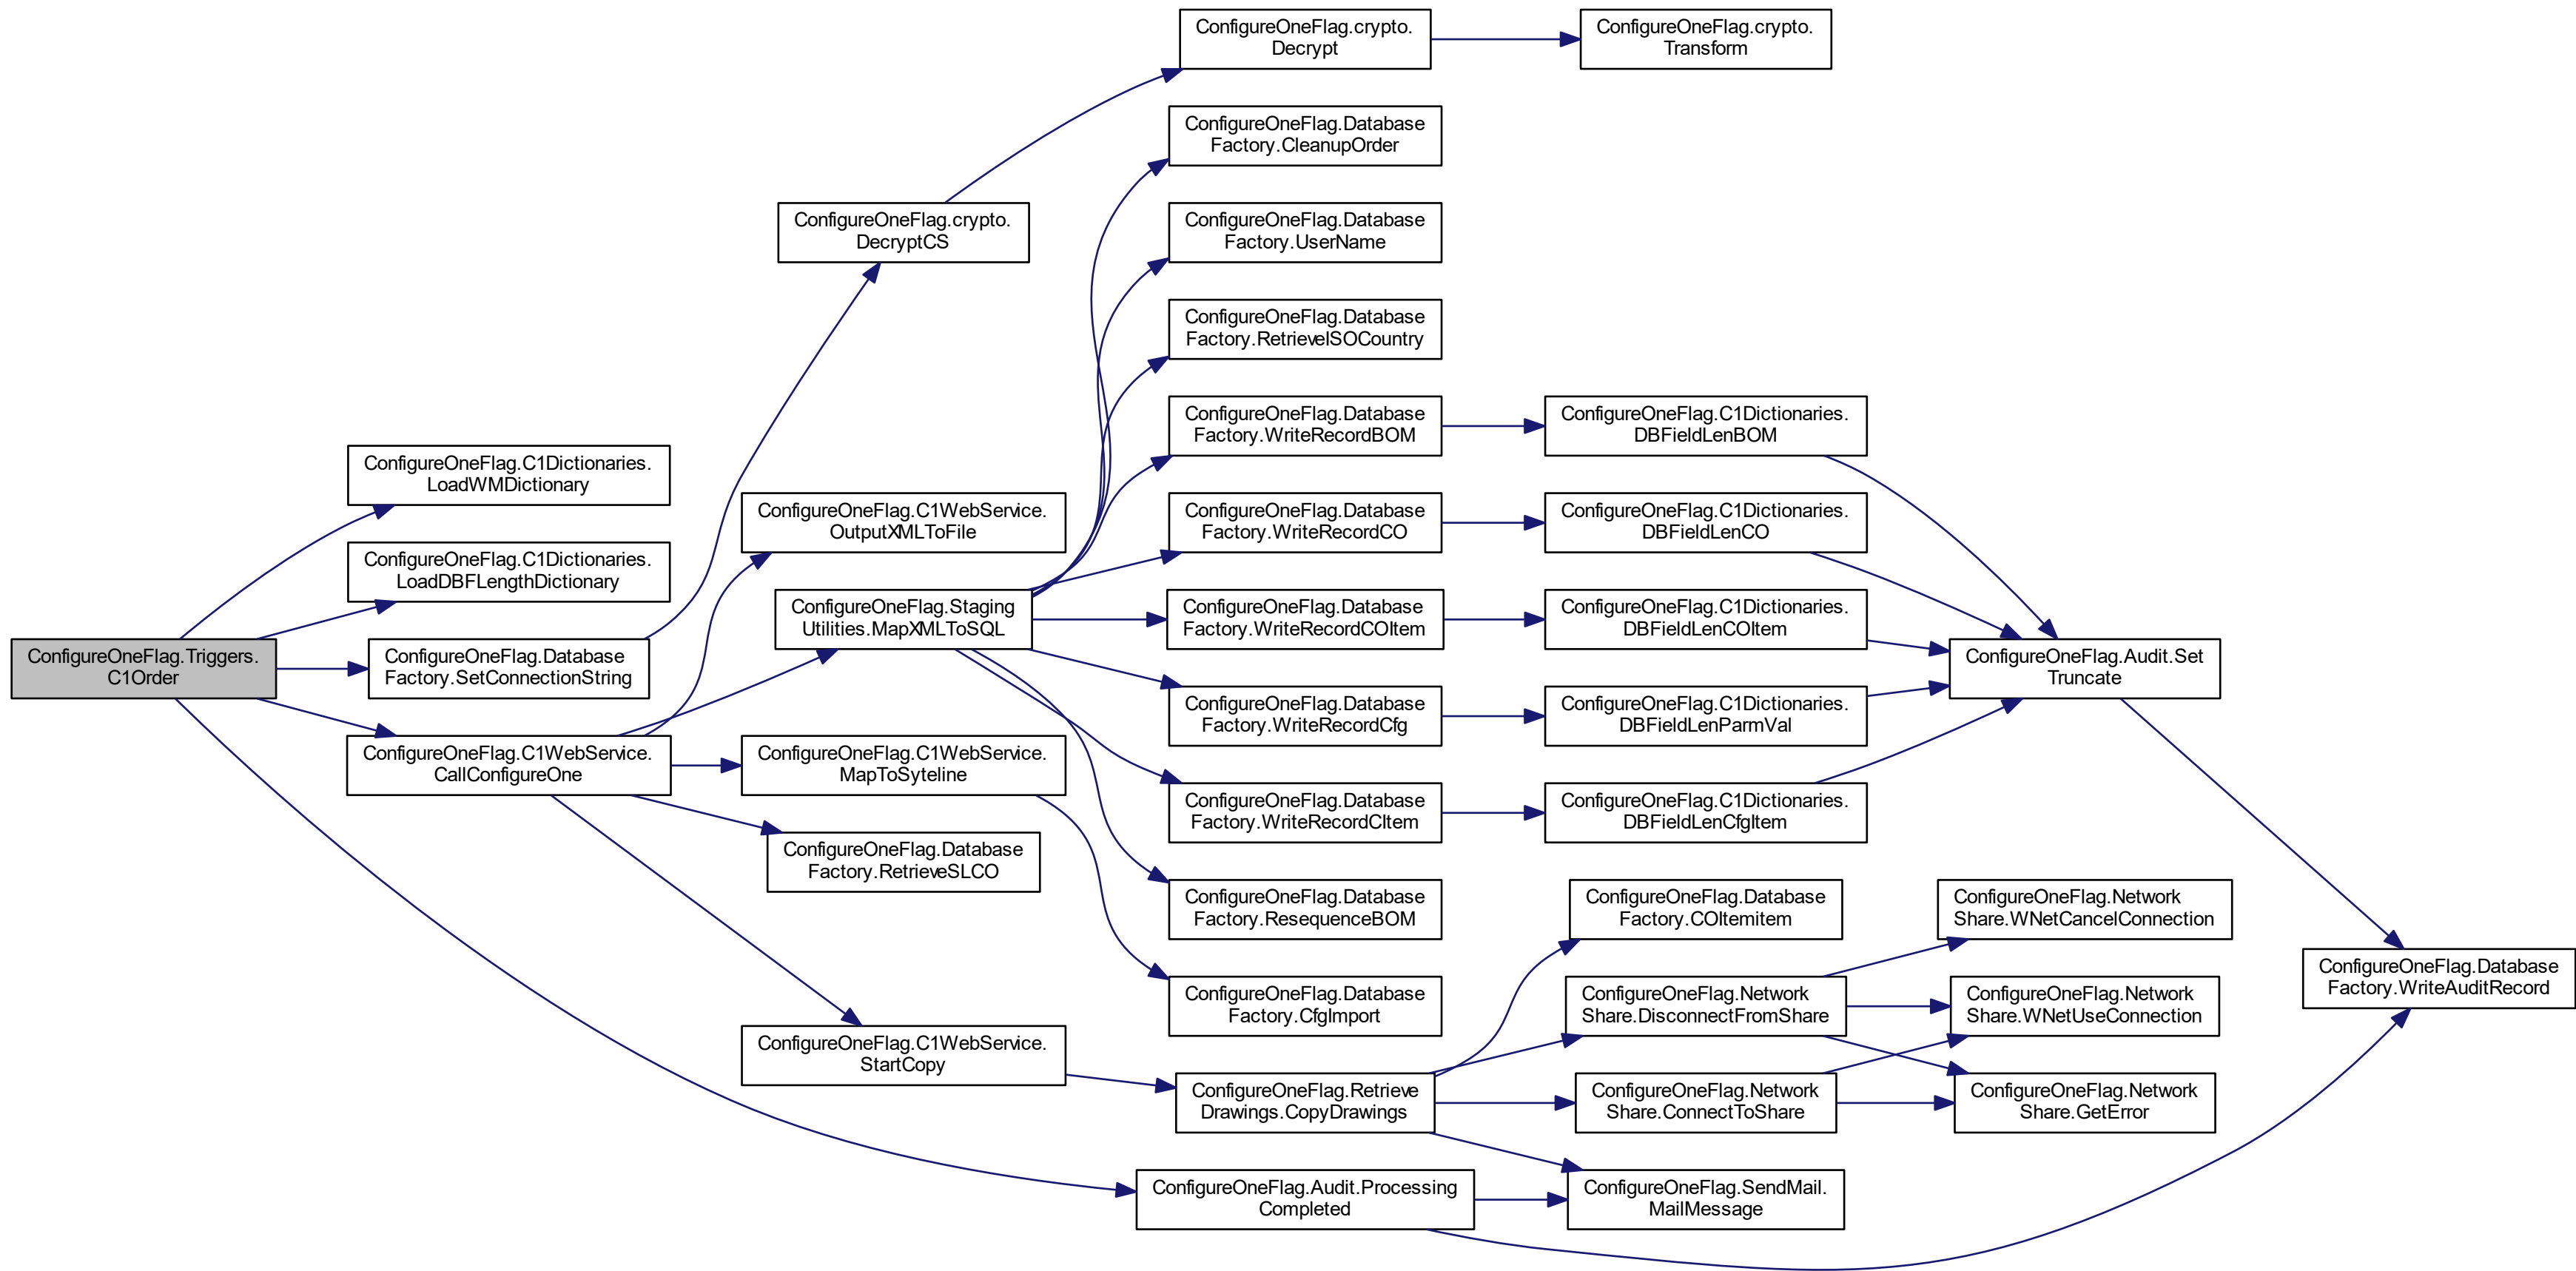 ConfigureOneFlag.Triggers.
C1Order
ConfigureOneFlag.C1Dictionaries.
LoadWMDictionary
ConfigureOneFlag.C1Dictionaries.
LoadDBFLengthDictionary
ConfigureOneFlag.Database
Factory.SetConnectionString
ConfigureOneFlag.C1WebService.
CallConfigureOne
ConfigureOneFlag.crypto.
DecryptCS
ConfigureOneFlag.C1WebService.
OutputXMLToFile
ConfigureOneFlag.Staging
Utilities.MapXMLToSQL
ConfigureOneFlag.C1WebService.
MapToSyteline
ConfigureOneFlag.Database
Factory.RetrieveSLCO
ConfigureOneFlag.C1WebService.
StartCopy
ConfigureOneFlag.crypto.
Decrypt
ConfigureOneFlag.Database
Factory.CleanupOrder
ConfigureOneFlag.Database
Factory.UserName
ConfigureOneFlag.Database
Factory.RetrieveISOCountry
ConfigureOneFlag.Database
Factory.WriteRecordBOM
ConfigureOneFlag.Database
Factory.WriteRecordCO
ConfigureOneFlag.Database
Factory.WriteRecordCOItem
ConfigureOneFlag.Database
Factory.WriteRecordCfg
ConfigureOneFlag.Database
Factory.WriteRecordCItem
ConfigureOneFlag.Database
Factory.ResequenceBOM
ConfigureOneFlag.Database
Factory.CfgImport
ConfigureOneFlag.Retrieve
Drawings.CopyDrawings
ConfigureOneFlag.Audit.Processing
Completed
ConfigureOneFlag.crypto.
Transform
ConfigureOneFlag.C1Dictionaries.
DBFieldLenBOM
ConfigureOneFlag.C1Dictionaries.
DBFieldLenCO
ConfigureOneFlag.C1Dictionaries.
DBFieldLenCOItem
ConfigureOneFlag.C1Dictionaries.
DBFieldLenParmVal
ConfigureOneFlag.C1Dictionaries.
DBFieldLenCfgItem
ConfigureOneFlag.Database
Factory.COItemitem
ConfigureOneFlag.Network
Share.DisconnectFromShare
ConfigureOneFlag.Network
Share.ConnectToShare
ConfigureOneFlag.SendMail.
MailMessage
ConfigureOneFlag.Audit.Set
Truncate
ConfigureOneFlag.Network
Share.WNetCancelConnection
ConfigureOneFlag.Network
Share.WNetUseConnection
ConfigureOneFlag.Network
Share.GetError
ConfigureOneFlag.Database
Factory.WriteAuditRecord